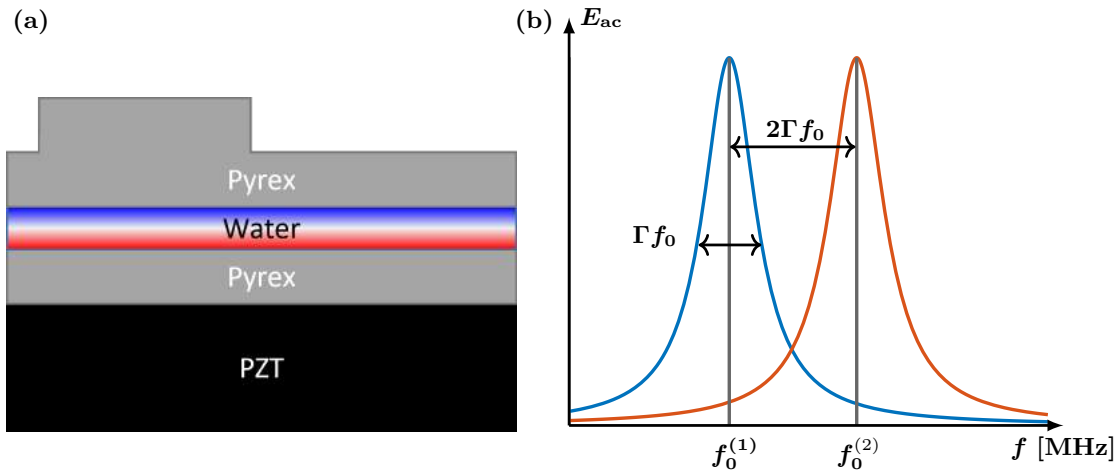 (a)
Pyrex
Water
Pyrex
PZT
(b)
E_ac
2Γf_0
Γf_0
f_0^(1)
f_0^(2)
f [MHz]